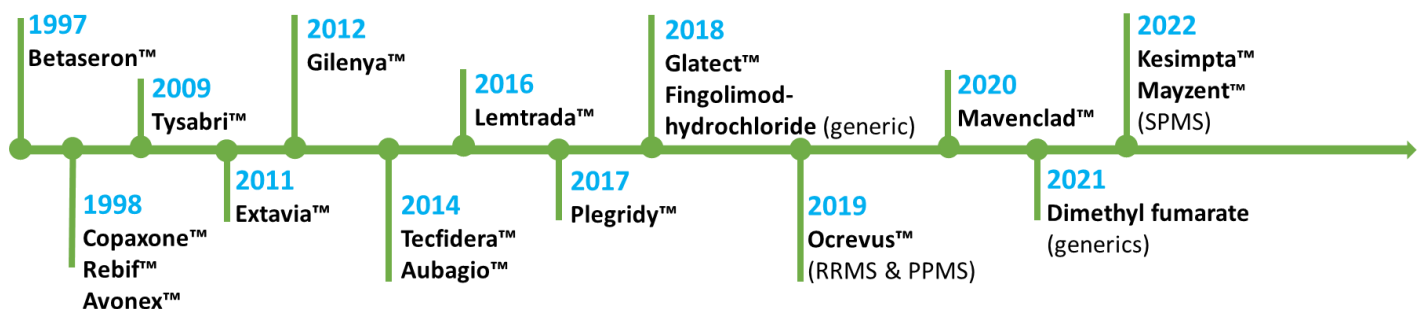 1997
Betaseron™
1998
Copaxone™
Rebif™
Avonex™
2009
Tysabri™
2011
Extavia™
2012
Gilenya™
2014
Tecfidera™
Aubagio™
2016
Lemtrada™
2017
Plegridy™
2018
Glatect™
Fingolimod-
hydrochloride (generic)
2019
Ocrevus™
(RRMS & PPMS)
2020
Mavenclad™
2021
Dimethyl fumarate
(generics)
2022
Kesimpta™
Mayzent™
(SPMS)